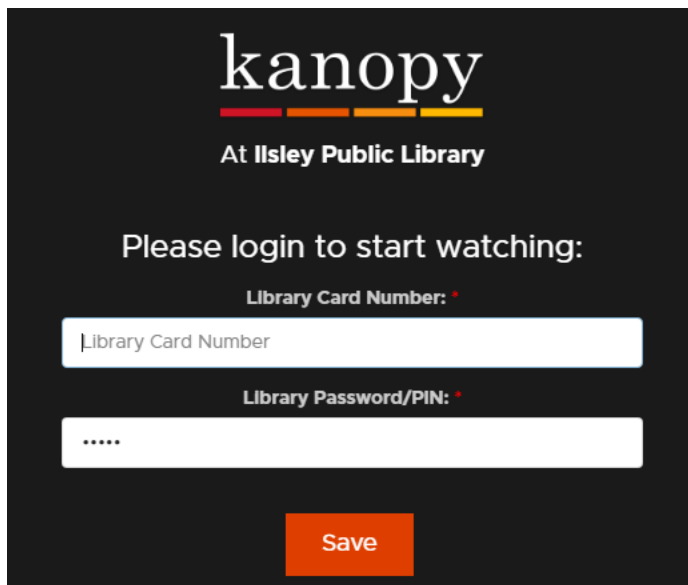 kanopy
At Ilsley Public Library
Please login to start watching:
Library Card Number: *
Library Card Number
Library Password/PIN: *
•••••
Save